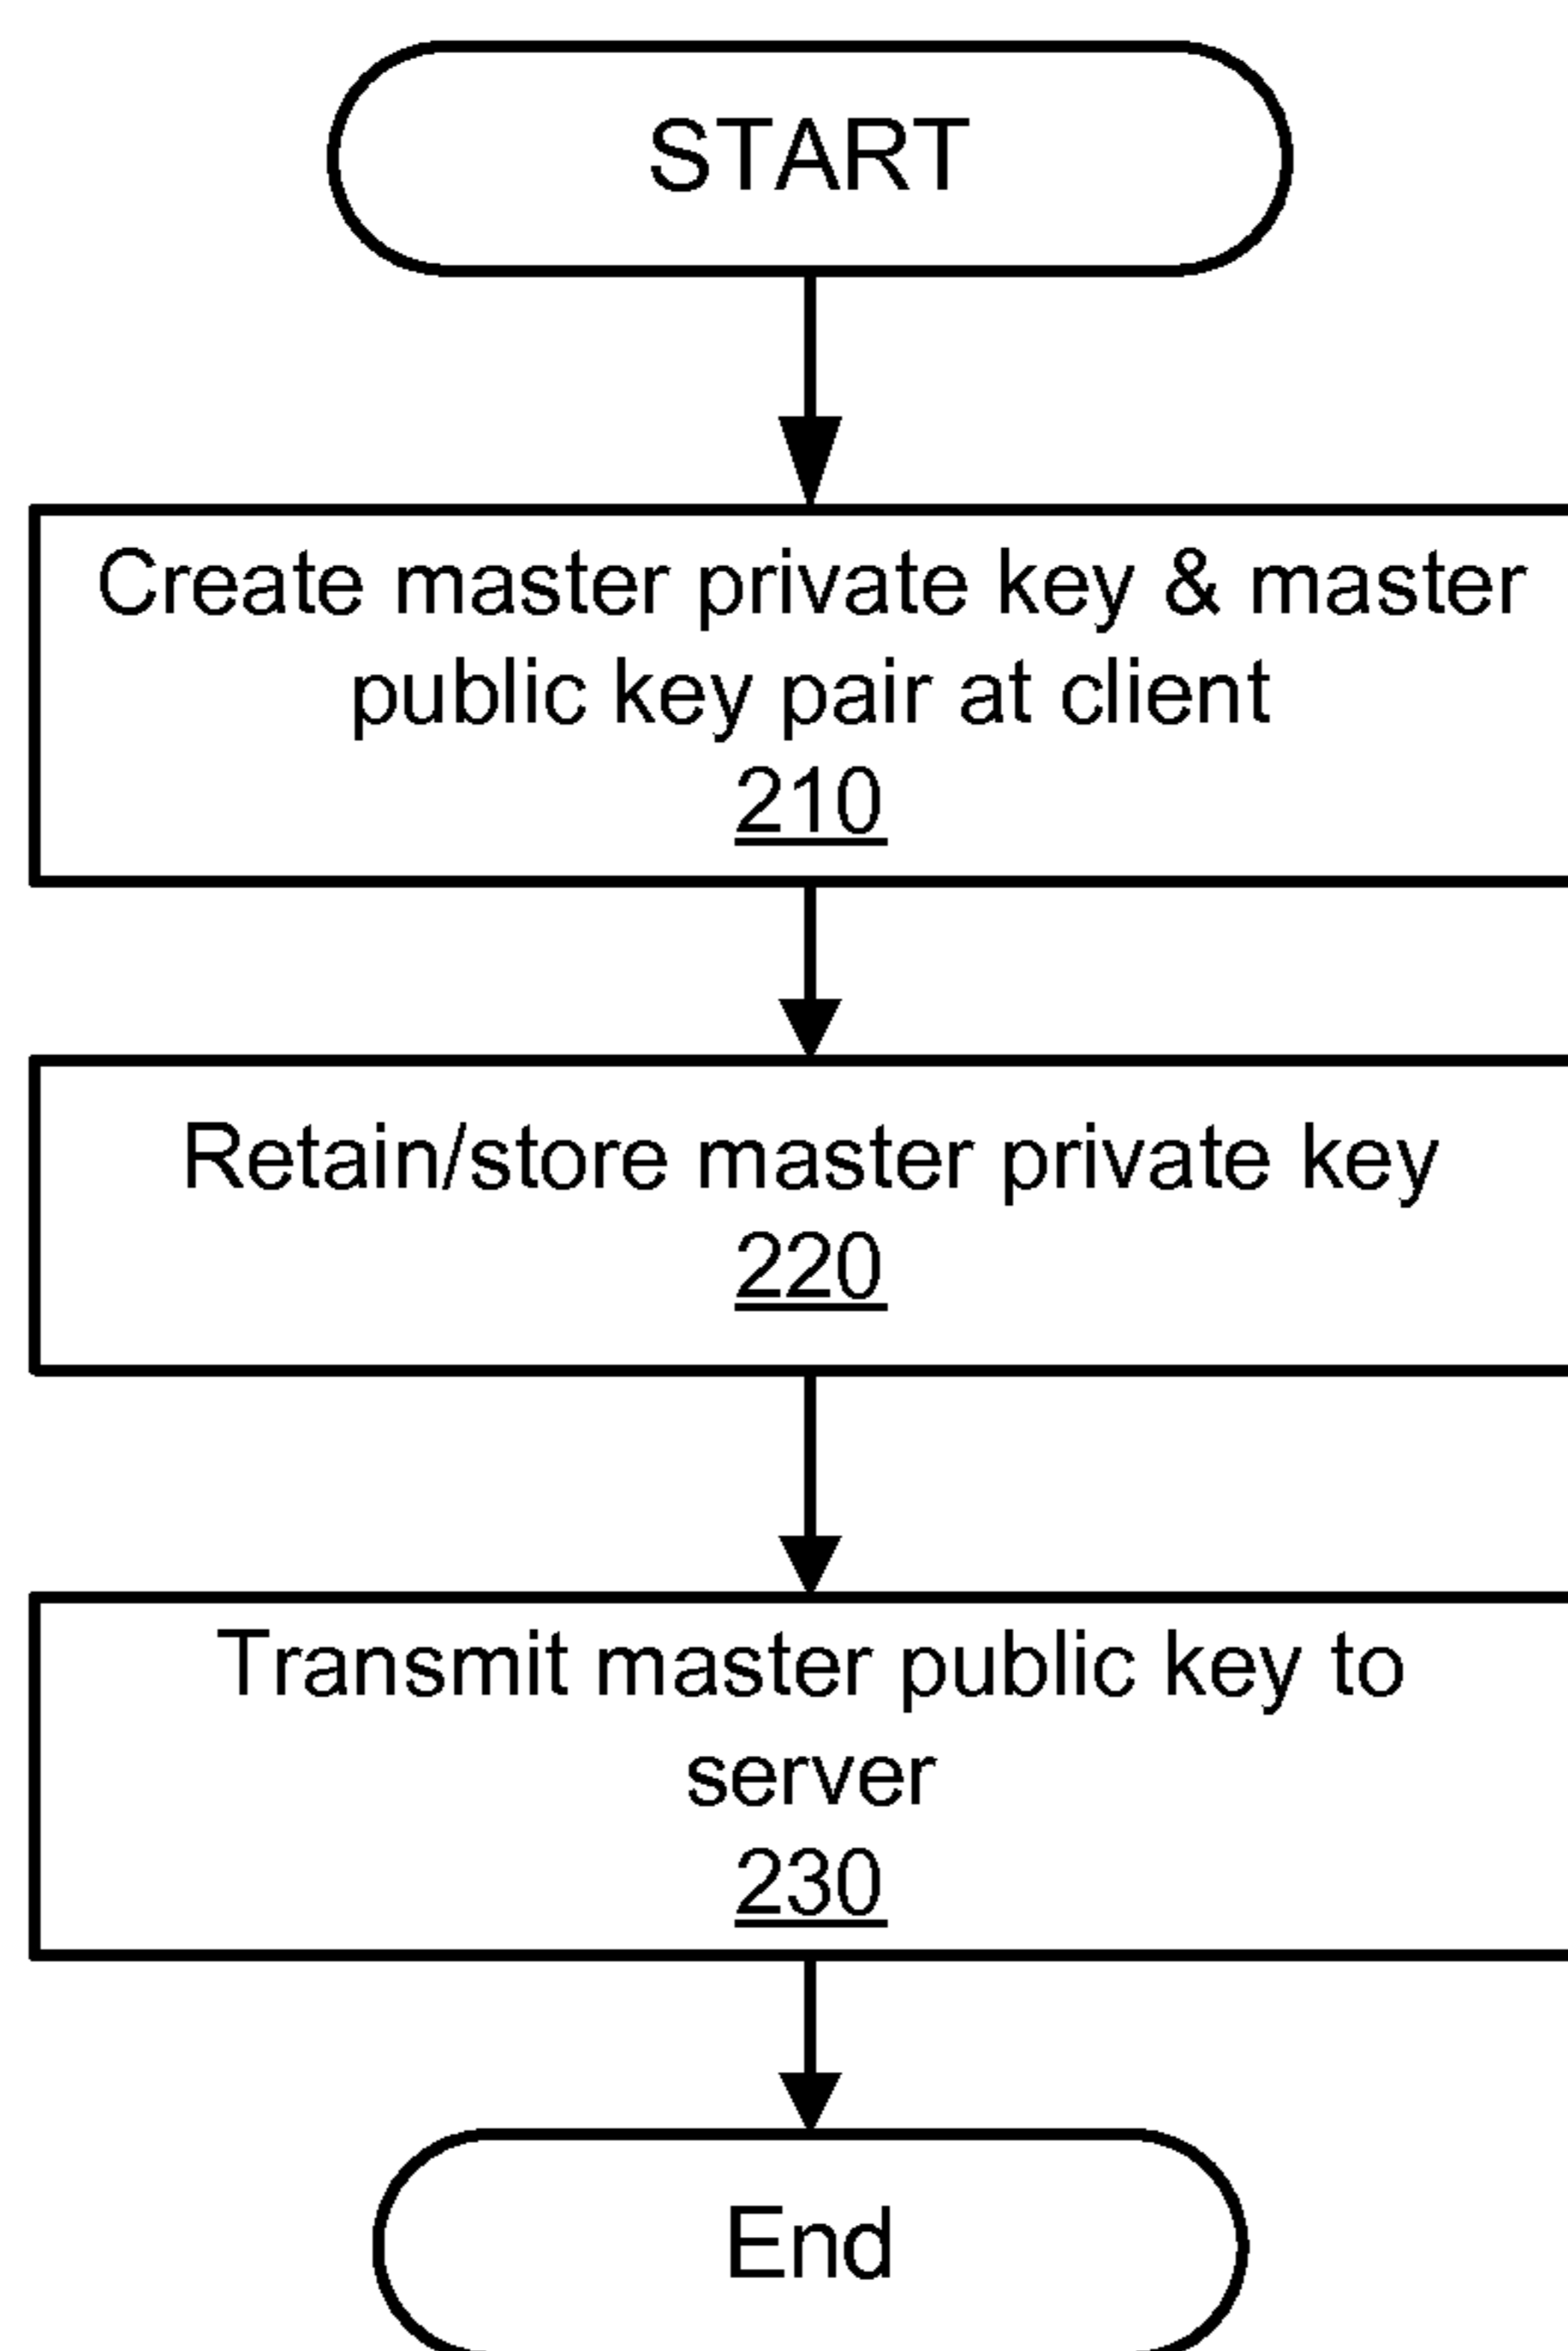 START
Create master private key & master
public key pair at client
210
Retain/store master private key
220
Transmit master public key to
server
230
End